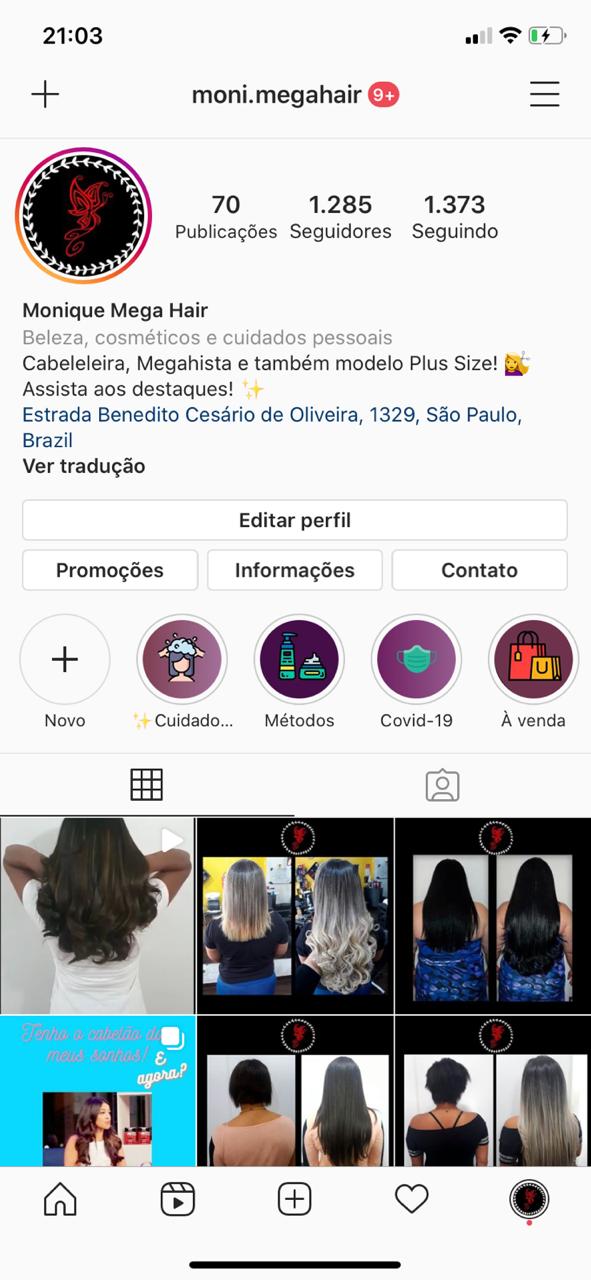 21:03
moni.megahair 9+
70
Publicações
1.285
Seguidores
1.373
Seguindo
Monique Mega Hair
Beleza, cosméticos e cuidados pessoais
Cabeleleira, Megahista e também modelo Plus Size! 💇‍♀️
Assista aos destaques! ✨
Estrada Benedito Cesário de Oliveira, 1329, São Paulo,
Brazil
Ver tradução
Editar perfil
Promoções
Informações
Contato
Novo
✨Cuidado...
Métodos
Covid-19
À venda
Tenho o cabelão d
meus sonhos! E
agora?